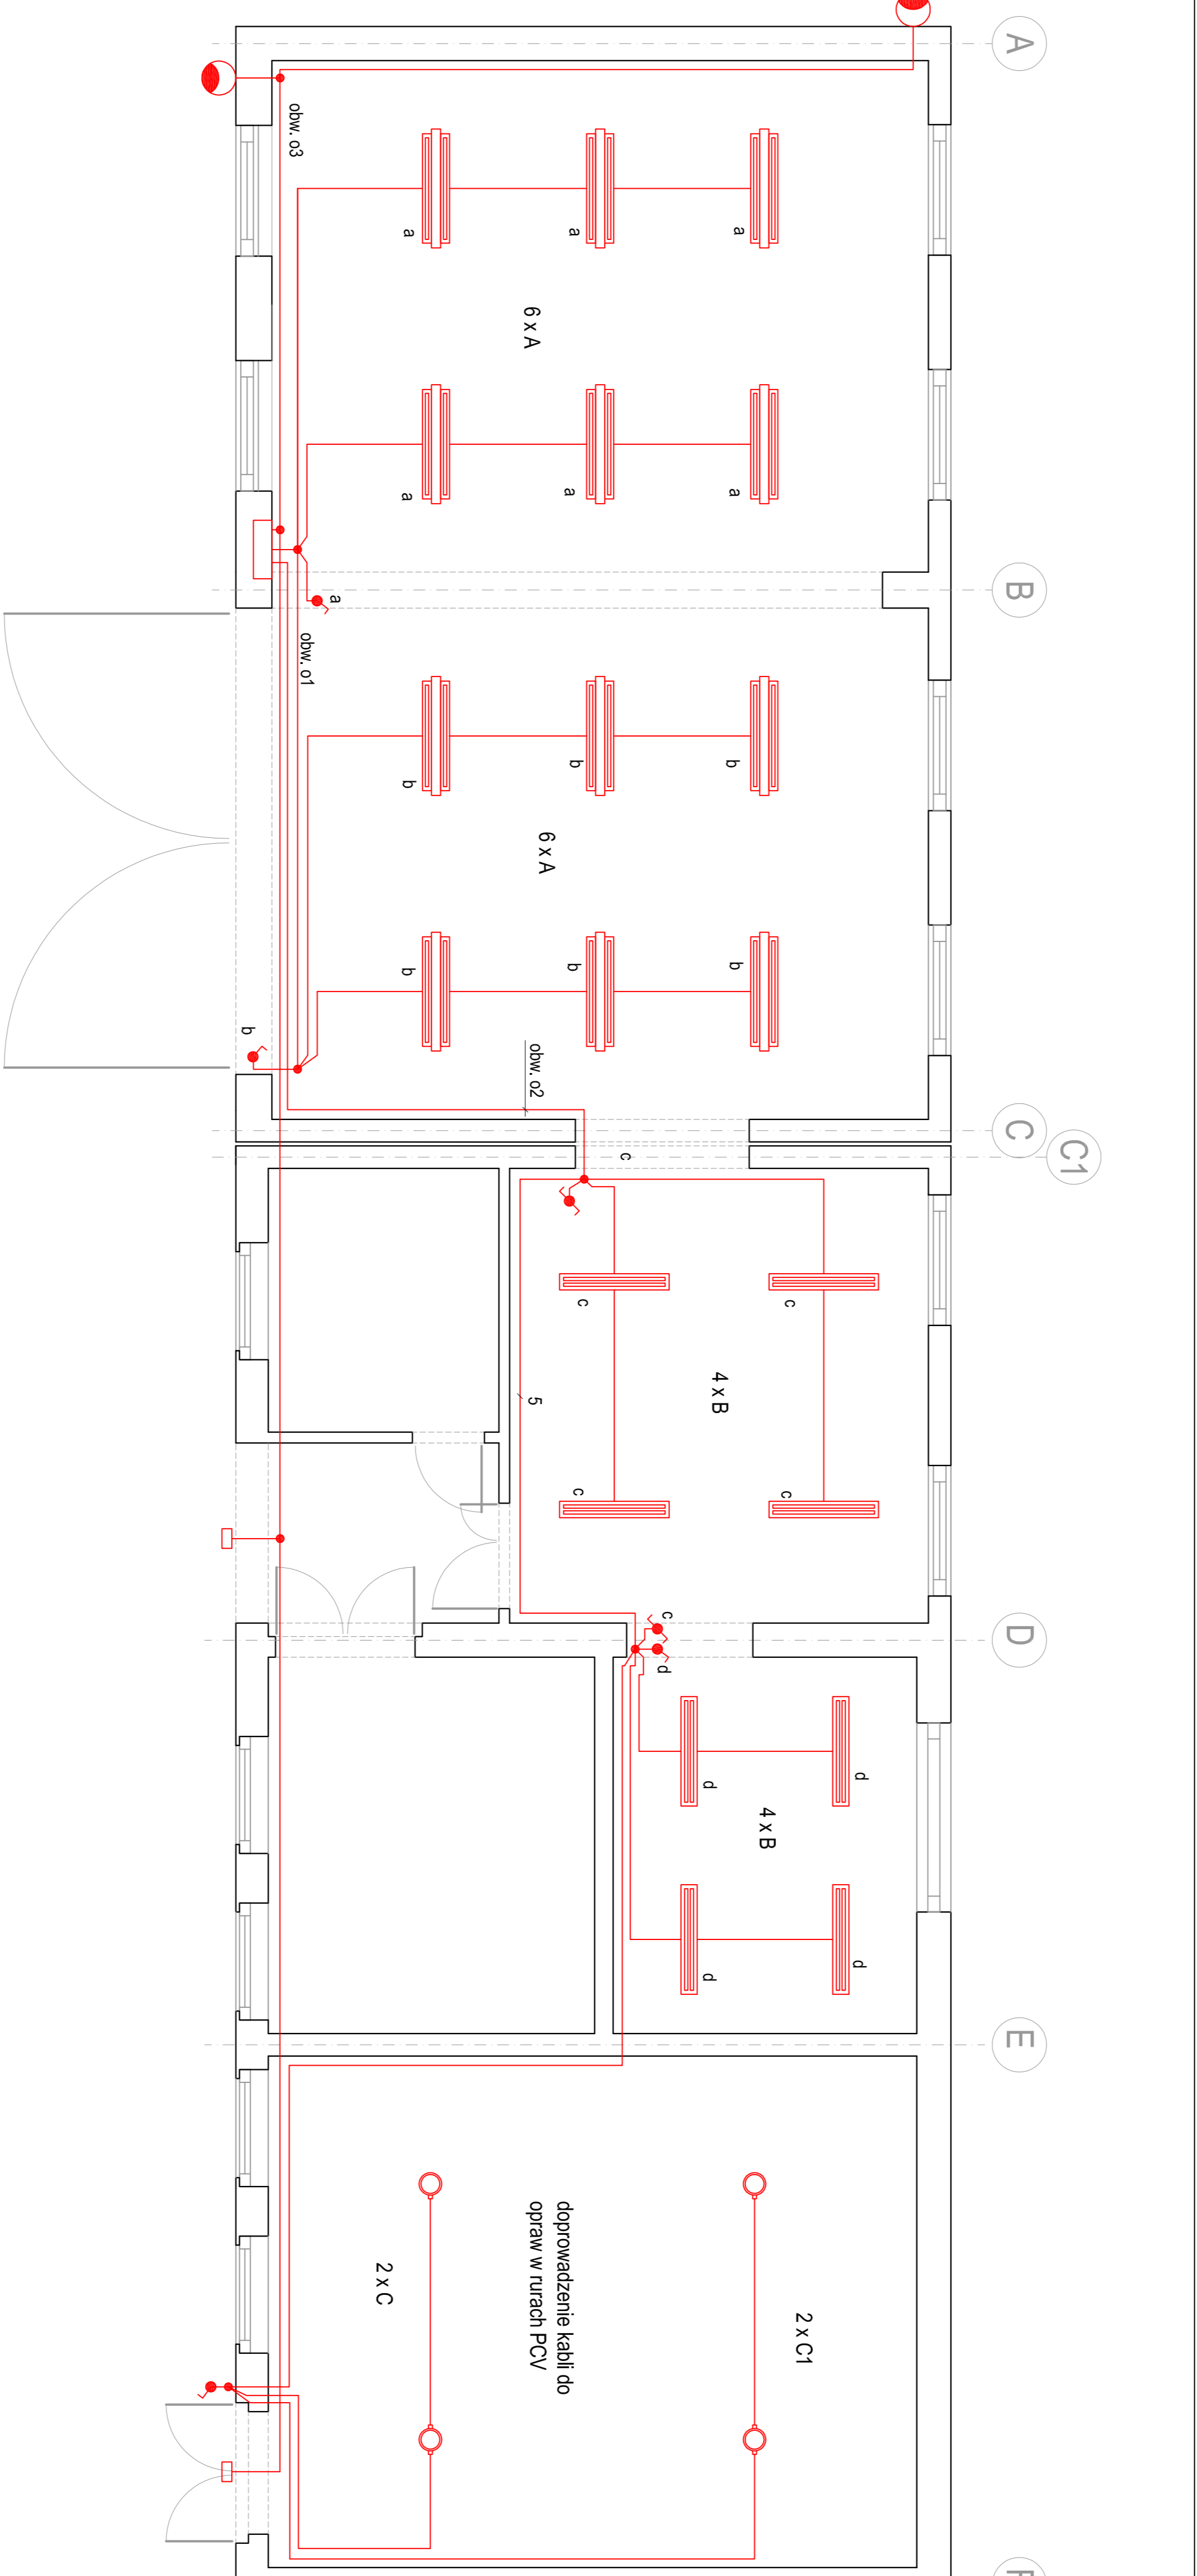 A
obw. o3
a
a
a
6 x A
a
a
a
B
a
obw. o1
b
b
b
6 x A
b
b
b
b
obw. o2
C
C1
c
c
c
4 x B
5
c
c
D
c
d
d
d
4 x B
d
d
E
doprowadzenie kabli do
opraw w rurach PCV
2 x C
2 x C1
F